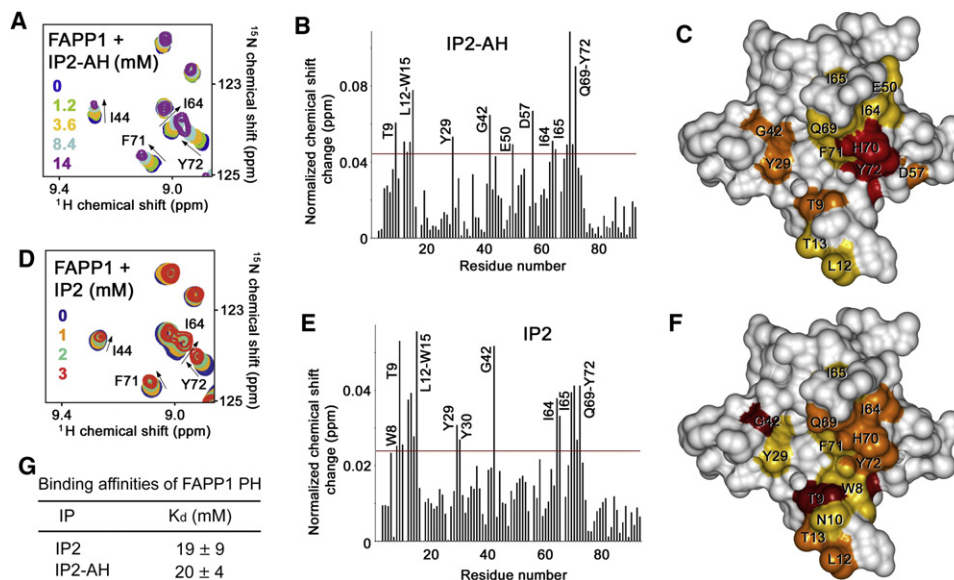 A
FAPP1 +
IP2-AH (mM)
0
1.2
3.6
8.4
14
I44
I64
F71
Y72
123
125
15N chemical shift (ppm)
9.4
9.0
1H chemical shift (ppm)
B
IP2-AH
Normalized chemical shift
change (ppm)
0.08
0.04
0
T9
L12-W15
Y29
G42
E50
D57
I64
I65
Q69-Y72
20
40
60
80
Residue number
C
I65
E50
I64
G42
Q69
H70
Y29
F71
Y72
D57
T9
T13
L12
D
FAPP1 +
IP2 (mM)
0
1
2
3
I44
I64
F71
Y72
123
125
15N chemical shift (ppm)
9.4
9.0
1H chemical shift (ppm)
E
IP2
Normalized chemical shift
change (ppm)
0.04
0.02
0
W8
T9
L12-W15
Y29
Y30
G42
I64
I65
Q69-Y72
20
40
60
80
Residue number
F
I65
I64
G42
Q69
H70
Y29
F71
Y72
W8
T9
N10
T13
L12
G
Binding affinities of FAPP1 PH
IP Kd (mM)
IP2 19 ± 9
IP2-AH 20 ± 4